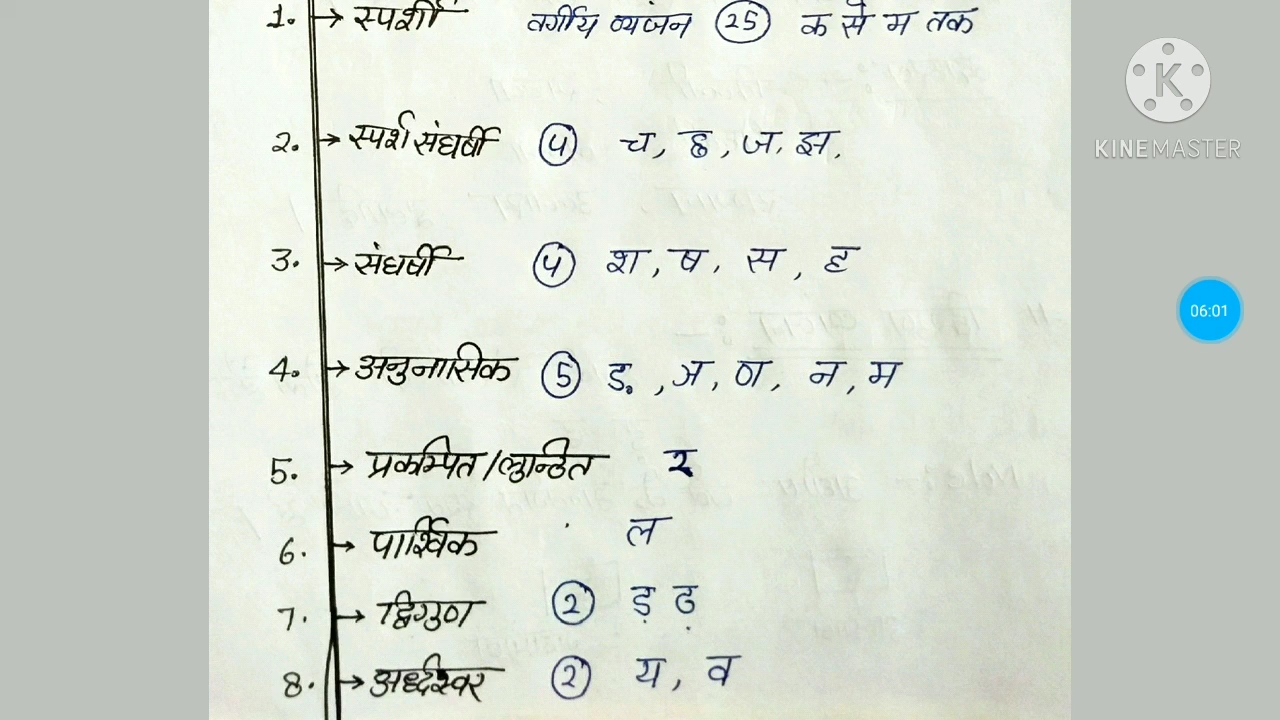 1. → स्पर्शी वर्गीय व्यंजन 25 क से म तक
2. → स्पर्श संघर्षी 4 च, छ, ज, झ,
3. → संघर्षी 4 श, ष, स, ह
4. → अनुनासिक 5 ड., ञ, ण, न, म
5. → प्रकम्पित/लुन्ठित र
6. → पार्श्विक ल
7. → द्विगुण 2 ड़ ढ़
8. → अर्द्धस्वर 2 य, व
K
KINEMASTER
06:01